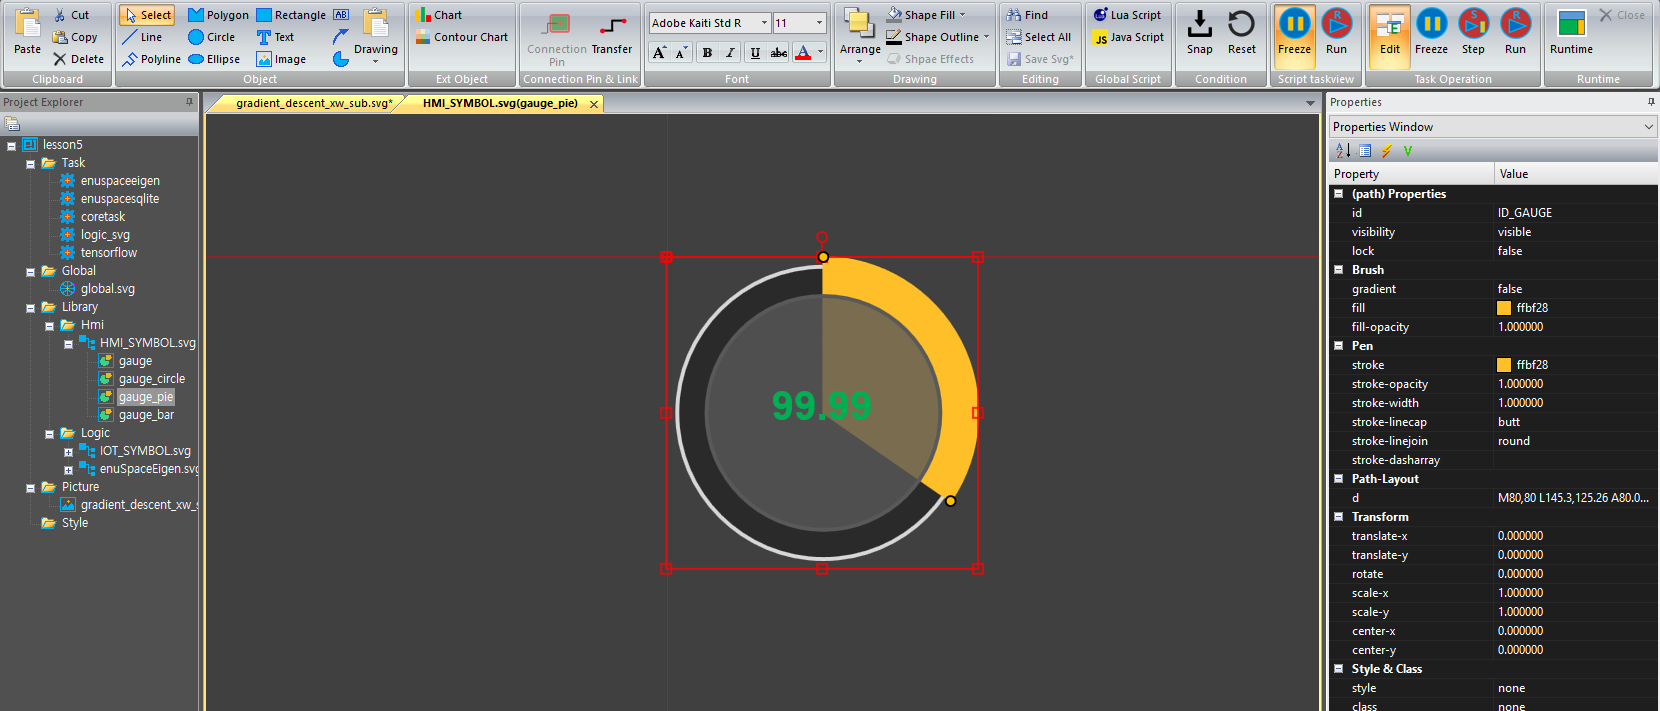 Paste
Cut
Copy
Delete
Clipboard
Select
Line
Polyline
Polygon
Circle
Ellipse
Rectangle
AB
Text
Image
Drawing
Object
Chart
Contour Chart
Ext Object
Connection Pin
Transfer
Connection Pin & Link
Adobe Kaiti Std R
11
A A B I U abc A
Font
Arrange
Shape Fill
Shape Outline
Shpae Effects
Drawing
Find
Select All
Save Svg*
Editing
Lua Script
JS Java Script
Global Script
Snap
Reset
Condition
Freeze
R
Run
Script taskview
E
Edit
Freeze
S
Step
R
Run
Task Operation
Runtime
Close
Runtime
Project Explorer
lesson5
Task
enuspaceeigen
enuspacesqlite
coretask
logic_svg
tensorflow
Global
global.svg
Library
Hmi
HMI_SYMBOL.svg
gauge
gauge_circle
gauge_pie
gauge_bar
Logic
IOT_SYMBOL.svg
enuSpaceEigen.svg
Picture
gradient_descent_xw_s
Style
gradient_descent_xw_sub.svg*
HMI_SYMBOL.svg(gauge_pie)
99.99
Properties
Properties Window
A Z V
Property Value
(path) Properties
id ID_GAUGE
visibility visible
lock false
Brush
gradient false
fill ffbf28
fill-opacity 1.000000
Pen
stroke ffbf28
stroke-opacity 1.000000
stroke-width 1.000000
stroke-linecap butt
stroke-linejoin round
stroke-dasharray
Path-Layout
d M80,80 L145.3,125.26 A80.0...
Transform
translate-x 0.000000
translate-y 0.000000
rotate 0.000000
scale-x 1.000000
scale-y 1.000000
center-x 0.000000
center-y 0.000000
Style & Class
style none
class none